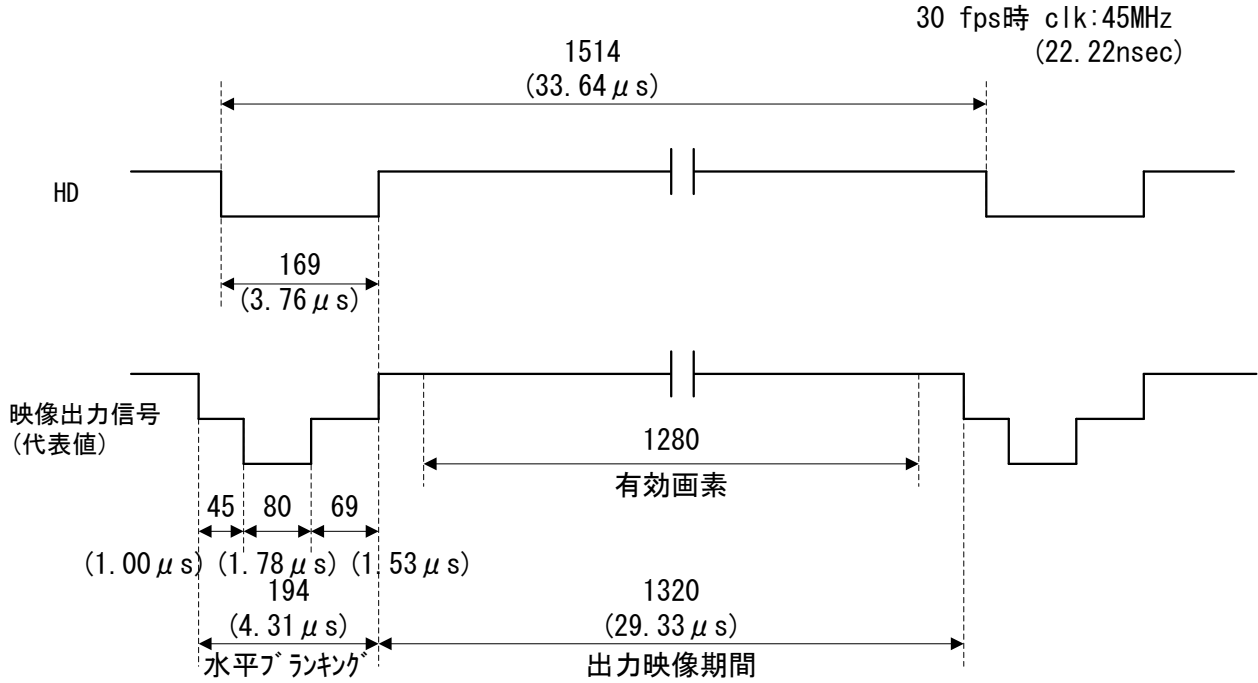 30 fps時 clk:45MHz
(22.22nsec)
1514
(33.64μs)
HD
169
(3.76μs)
映像出力信号
(代表値)
1280
有効画素
45 80 69
(1.00μs) (1.78μs) (1.53μs)
194
(4.31μs)
水平ブランキング
1320
(29.33μs)
出力映像期間